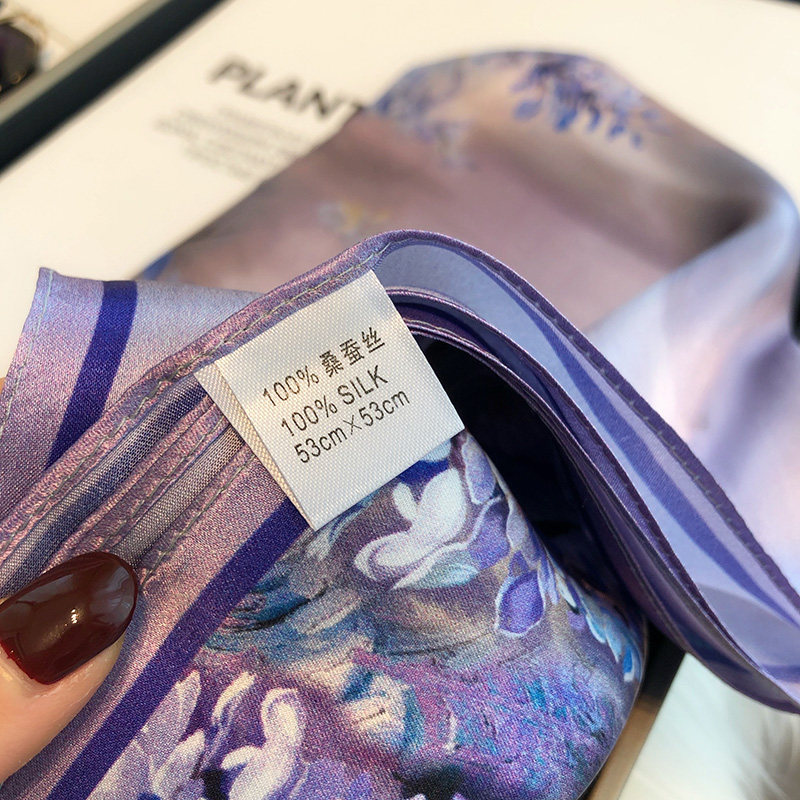 PLANT
100% 桑蚕丝
100% SILK
53cm×53cm